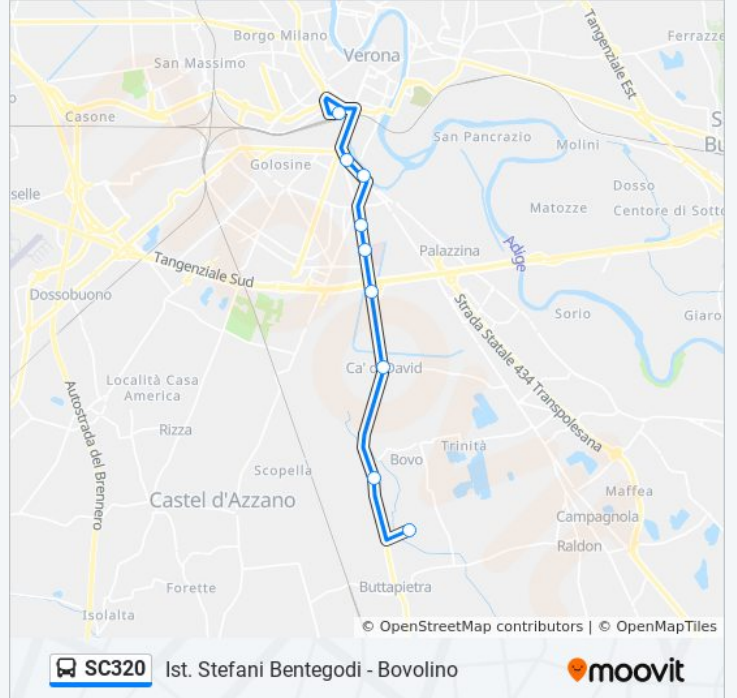 Borgo Milano
Verona
Ferrazze
San Massimo
Tangenziale Est
Casone
San Pancrazio
Molini
Golosine
Dosso
selle
Matozze
Centore di Sotto
Adige
Palazzina
Tangenziale Sud
Dossobuono
Sorio
Giaro
Strada Statale 434 Transpolesana
Ca' d David
Località Casa
America
Autostrada del Brennero
Rizza
Trinità
Bovo
Scopella
Castel d'Azzano
Maffea
Campagnola
Raldon
Forette
Buttapietra
Isolalta
© OpenStreetMap contributors | © OpenMapTiles
SC320 Ist. Stefani Bentegodi - Bovolino
moovit